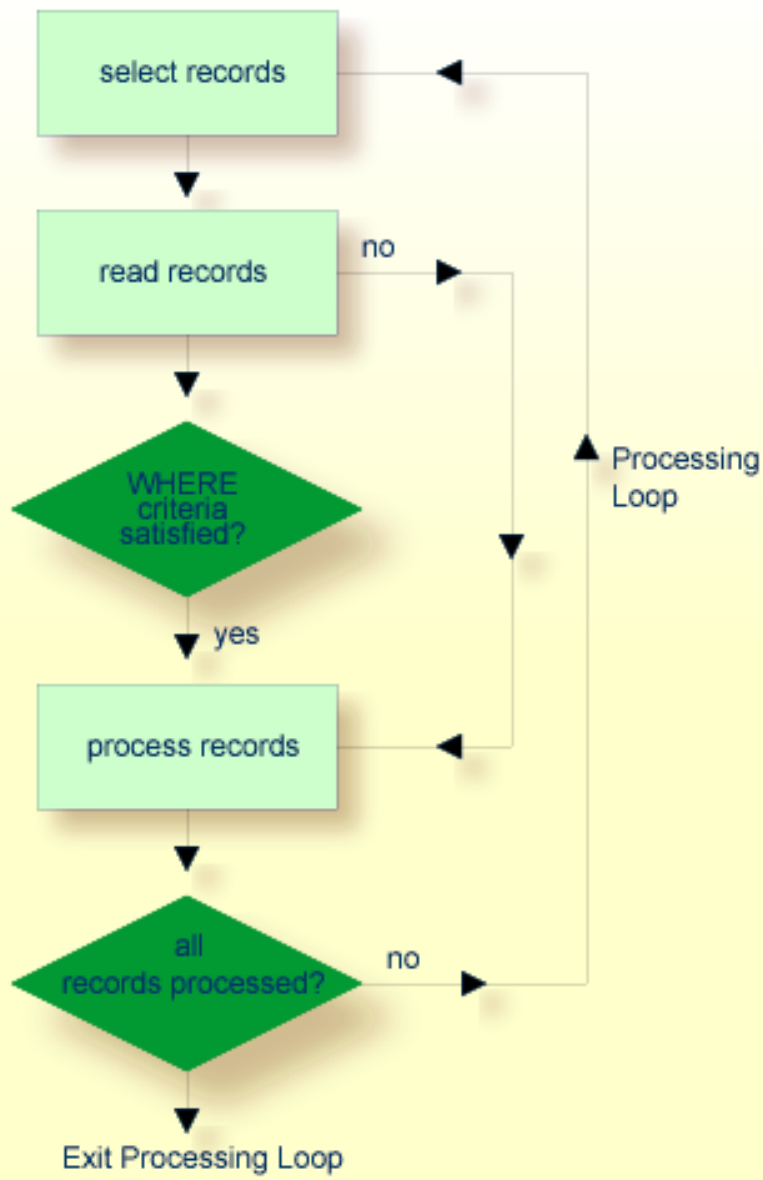 select records
read records
no
WHERE
criteria
satisfied?
Processing
Loop
yes
process records
all
records processed?
no
Exit Processing Loop